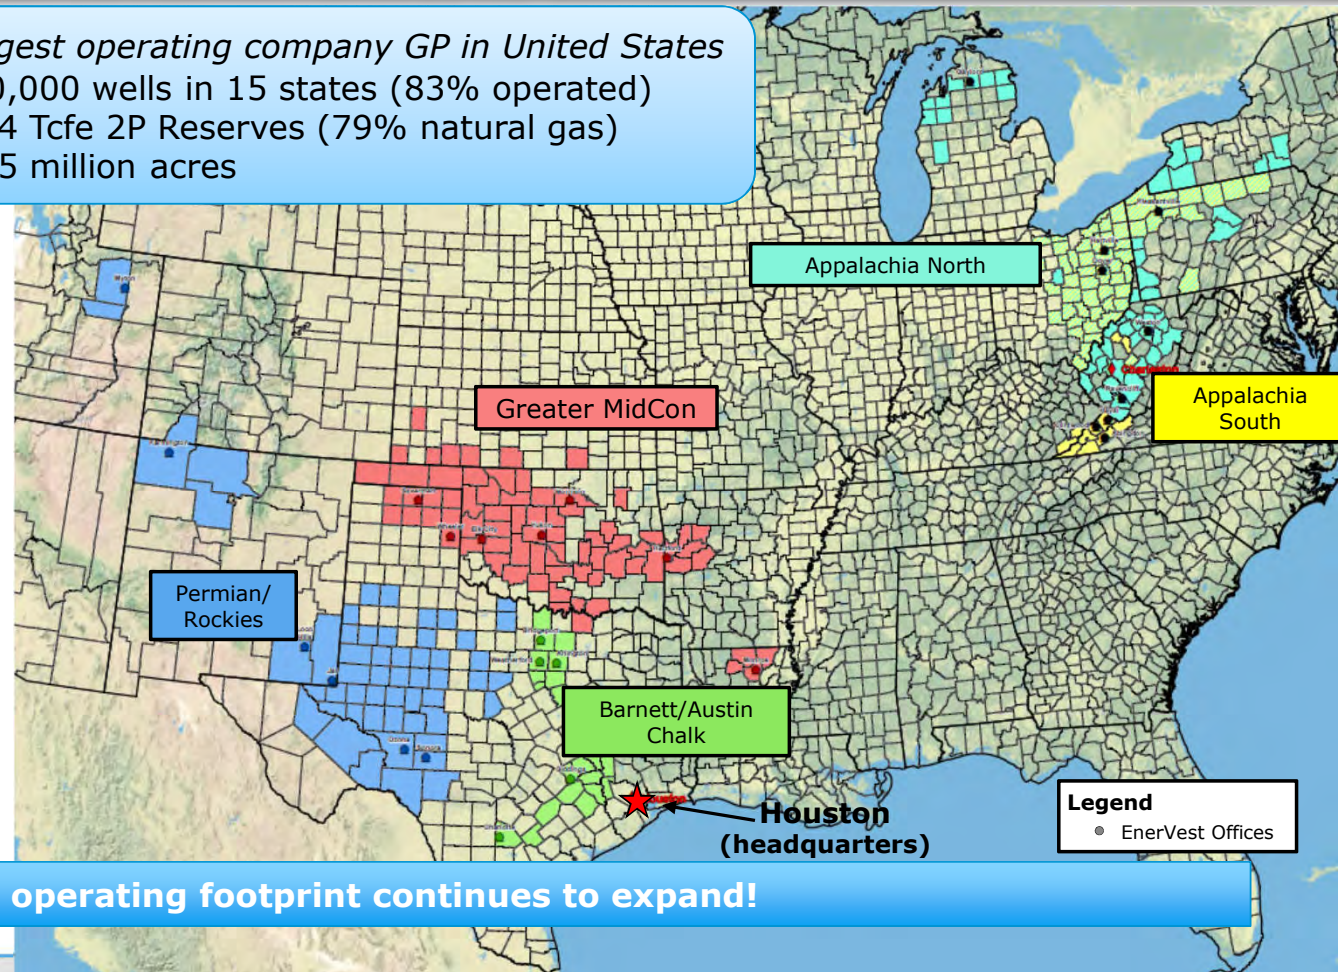 gest operating company GP in United States
0,000 wells in 15 states (83% operated)
4 Tcfe 2P Reserves (79% natural gas)
5 million acres
Appalachia North
Greater MidCon
Appalachia
South
Charleston
Permian/
Rockies
Barnett/Austin
Chalk
Houston
(headquarters)
Legend
EnerVest Offices
operating footprint continues to expand!